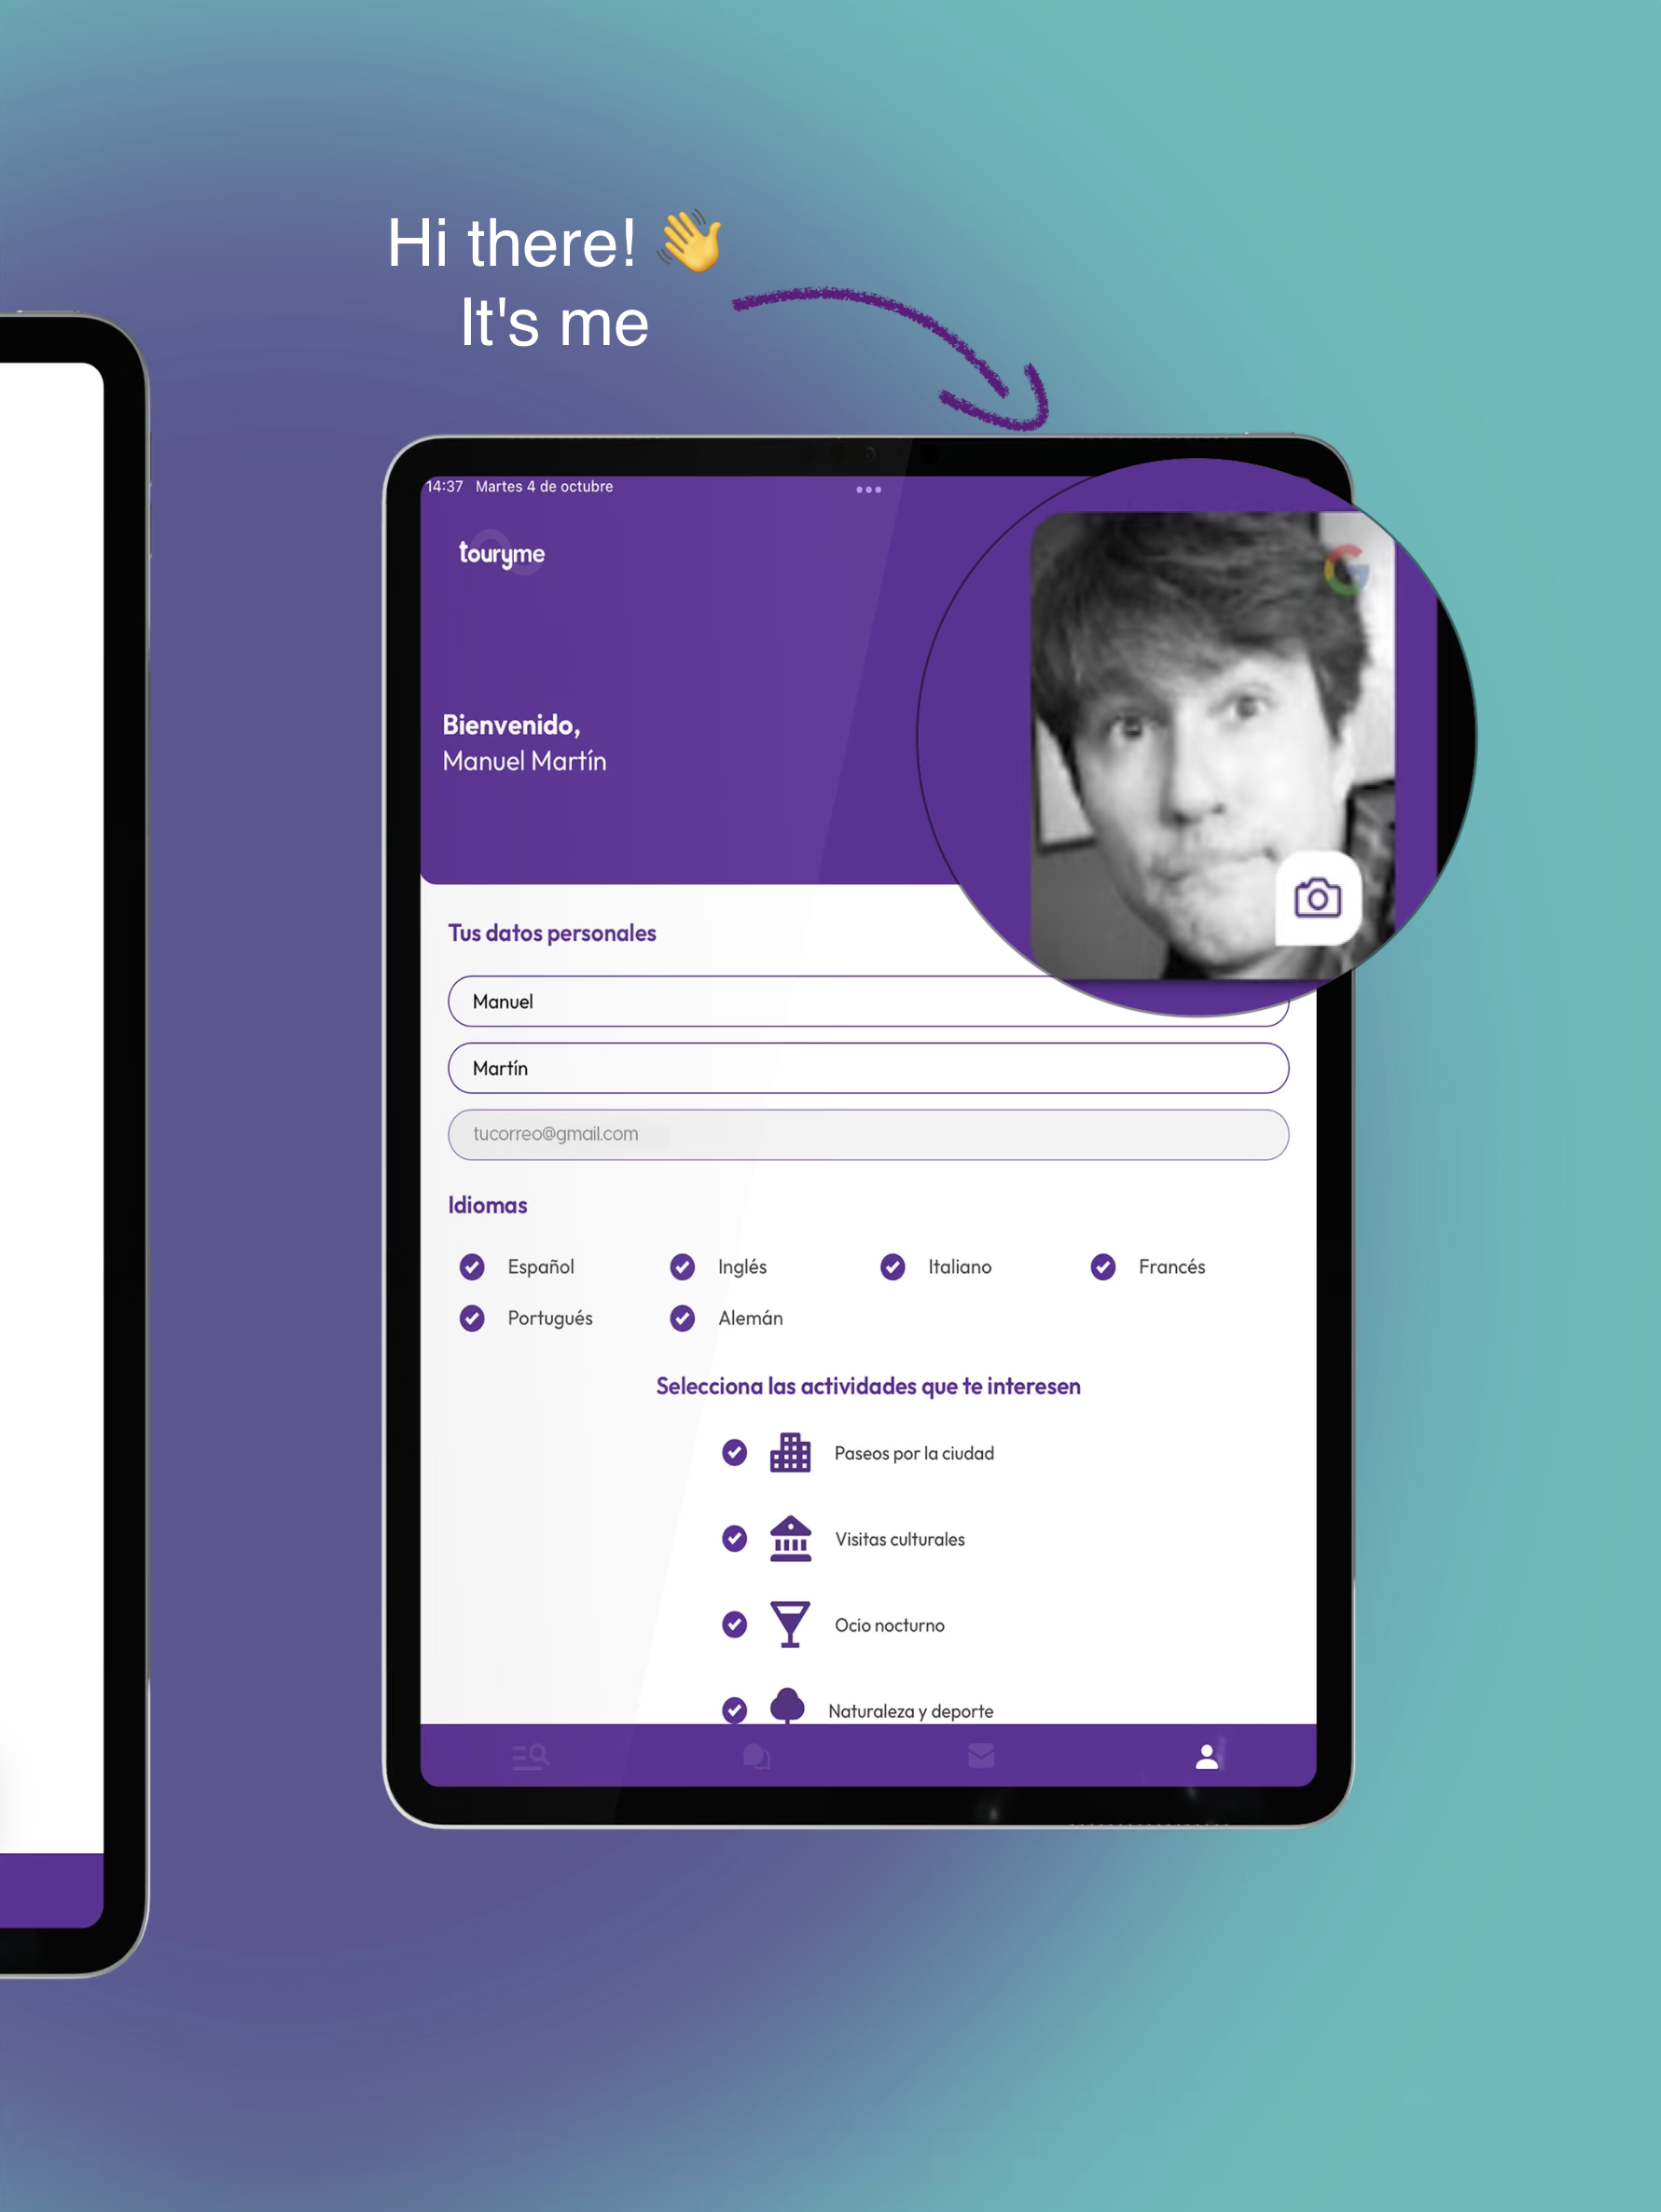 Hi there! 👋
It's me
14:37 Martes 4 de octubre
touryme
Bienvenido,
Manuel Martín
Tus datos personales
Manuel
Martín
tucorreo@gmail.com
Idiomas
Español Inglés Italiano Francés
Portugués Alemán
Selecciona las actividades que te interesen
Paseos por la ciudad
Visitas culturales
Ocio nocturno
Naturaleza y deporte